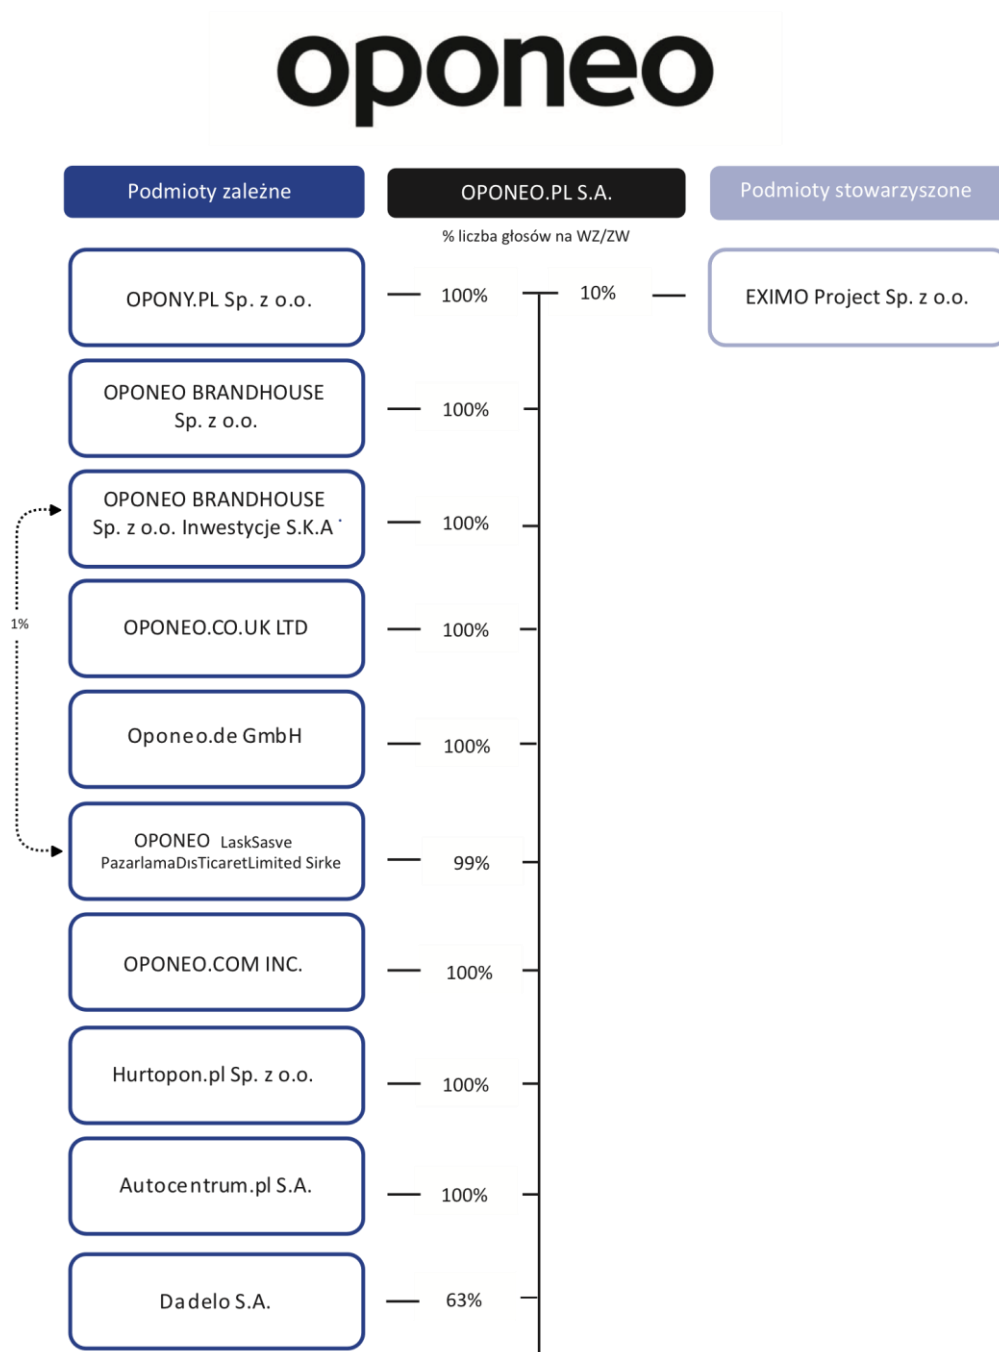 oponeo
Podmioty zależne
OPONEO.PL S.A.
Podmioty stowarzyszone
% liczba głosów na WZ/ZW
OPONY.PL Sp. z o.o.
100%
10%
EXIMO Project Sp. z o.o.
OPONEO BRANDHOUSE
Sp. z o.o.
100%
OPONEO BRANDHOUSE
Sp. z o.o. Inwestycje S.K.A
100%
1%
OPONEO.CO.UK LTD
100%
Oponeo.de GmbH
100%
OPONEO LaskSasve
PazarlamaDısTicaretLimited Sirke
99%
OPONEO.COM INC.
100%
Hurtopon.pl Sp. z o.o.
100%
Autocentrum.pl S.A.
100%
Dadelo S.A.
63%